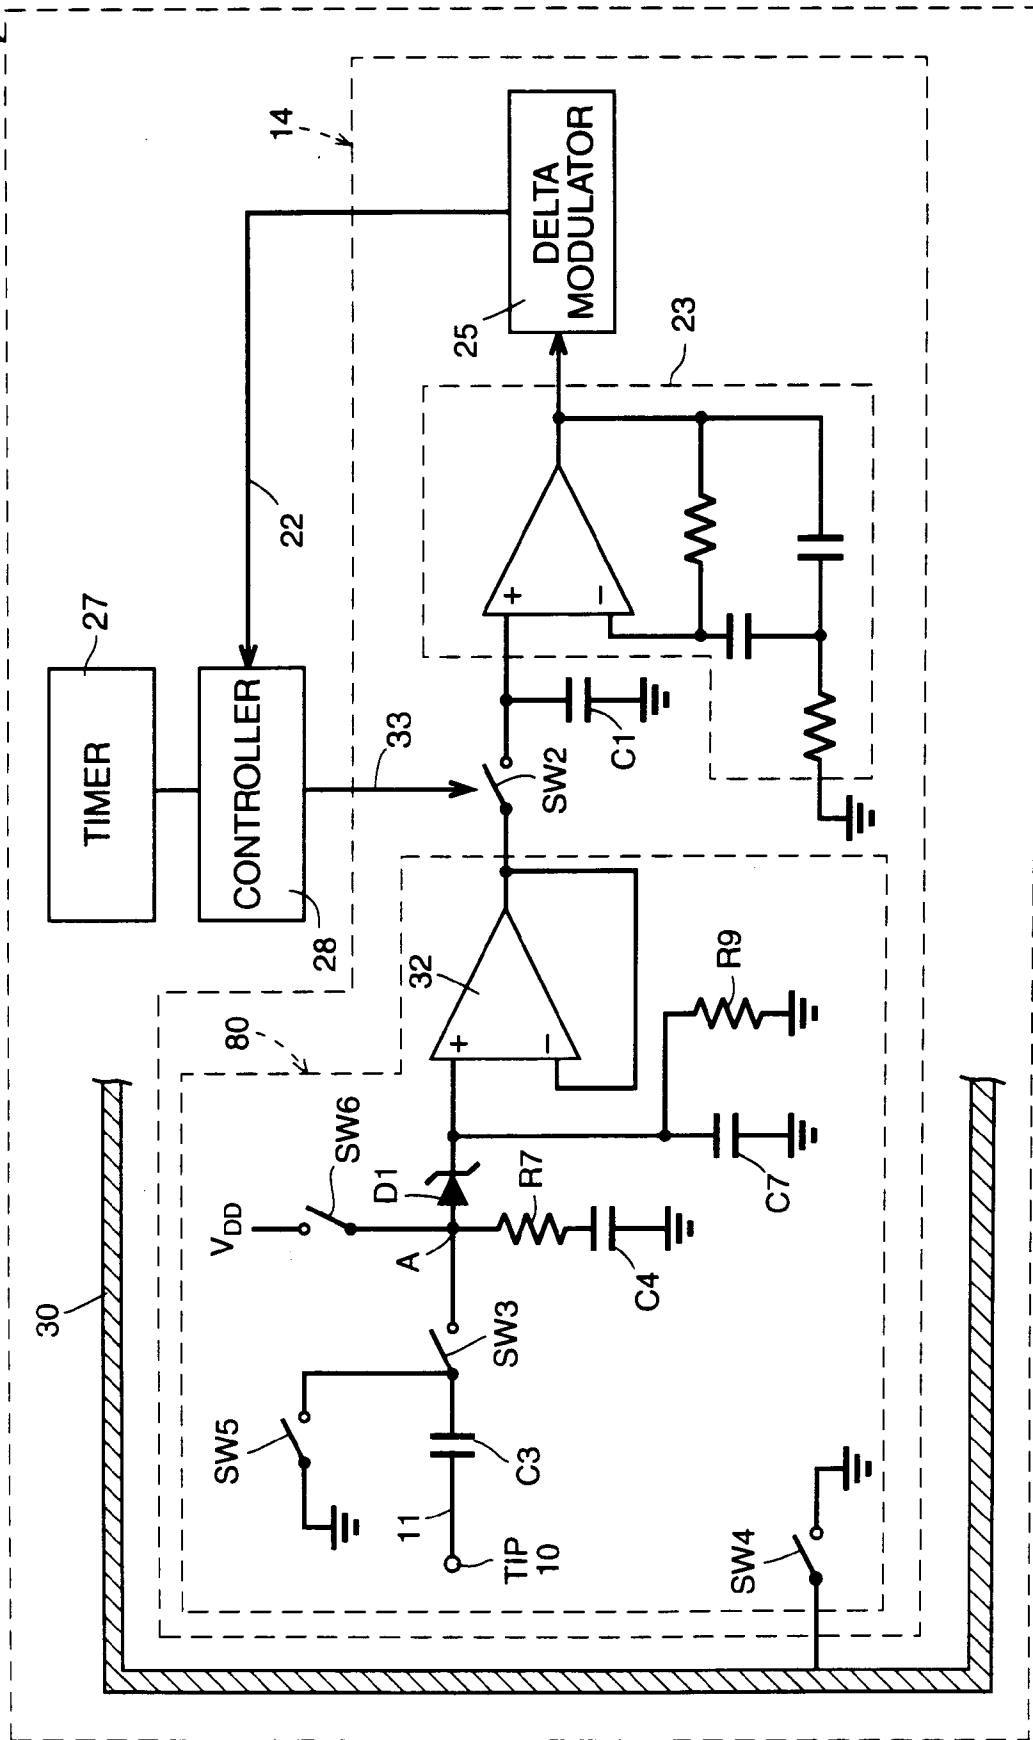 TIMER
27
CONTROLLER
28
22
33
14
DELTA
MODULATOR
25
23
+
−
C1
SW2
32
+
−
80
R9
C7
VDD
SW6
D1
A
R7
C4
SW3
SW5
C3
11
TIP
10
SW4
30